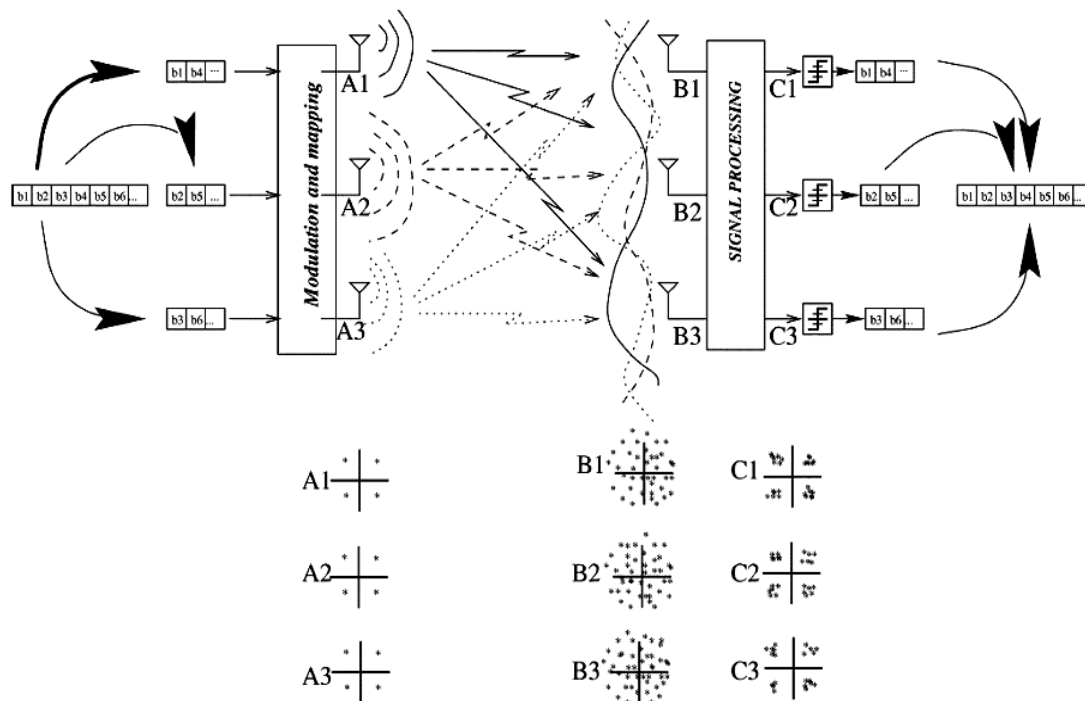 b1 b4 ...
b1 b2 b3 b4 b5 b6 ...
b2 b5 ...
b3 b6 ...
Modulation and mapping
A1
A2
A3
B1
B2
B3
SIGNAL PROCESSING
C1
C2
C3
b1 b4 ...
b2 b5 ...
b3 b6 ...
b1 b2 b3 b4 b5 b6 ...
A1
B1
C1
A2
B2
C2
A3
B3
C3